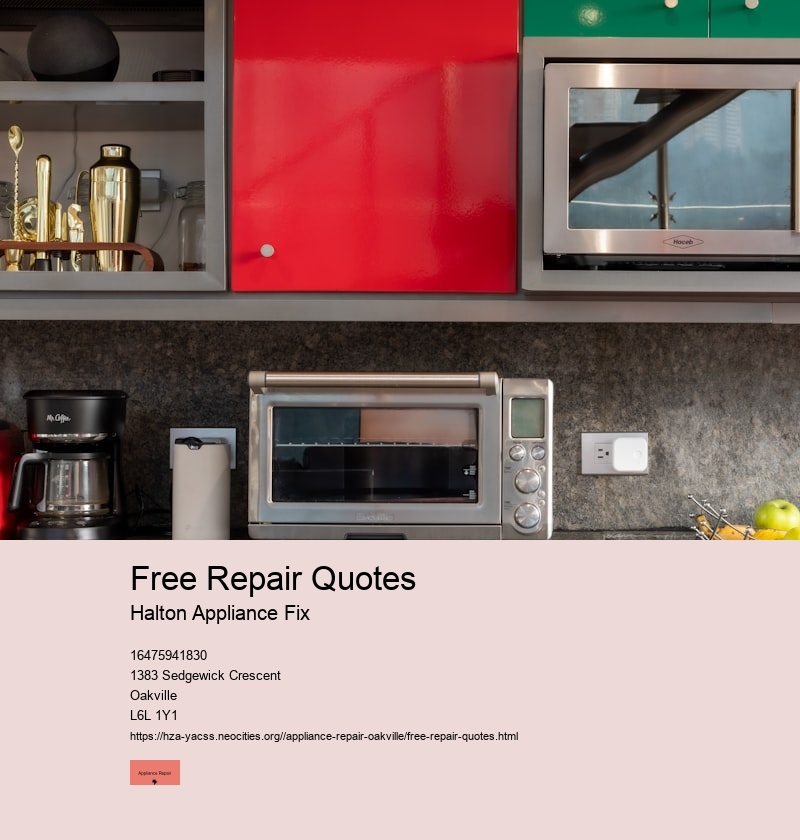 Haceb
Mr. Coffee
Breville
Free Repair Quotes
Halton Appliance Fix
16475941830
1383 Sedgewick Crescent
Oakville
L6L 1Y1
https://hza-yacss.neocities.org//appliance-repair-oakville/free-repair-quotes.html
Appliance Repair